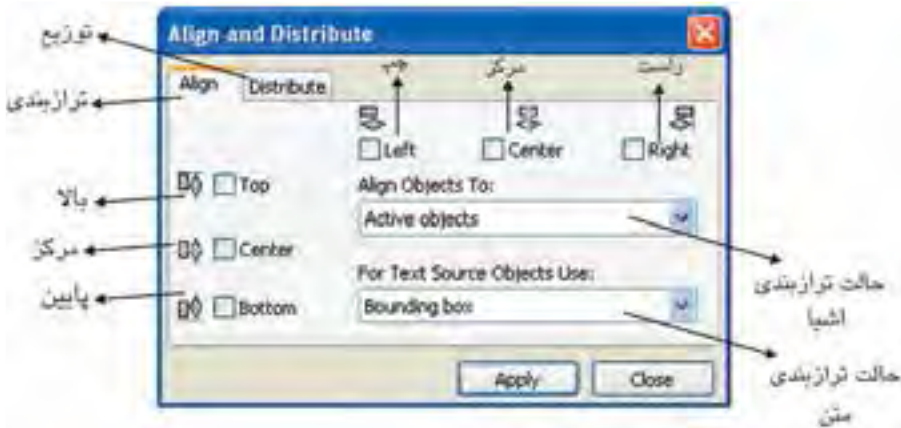 توزیع
Align and Distribute
ترازبندی
Align
Distribute
چپ
مرکز
راست
Left
Center
Right
بالا
Top
Align Objects To:
Active objects
مرکز
Center
For Text Source Objects Use:
حالت ترازبندی
اشیا
پایین
Bottom
Bounding box
Apply
Close
حالت ترازبندی
متن